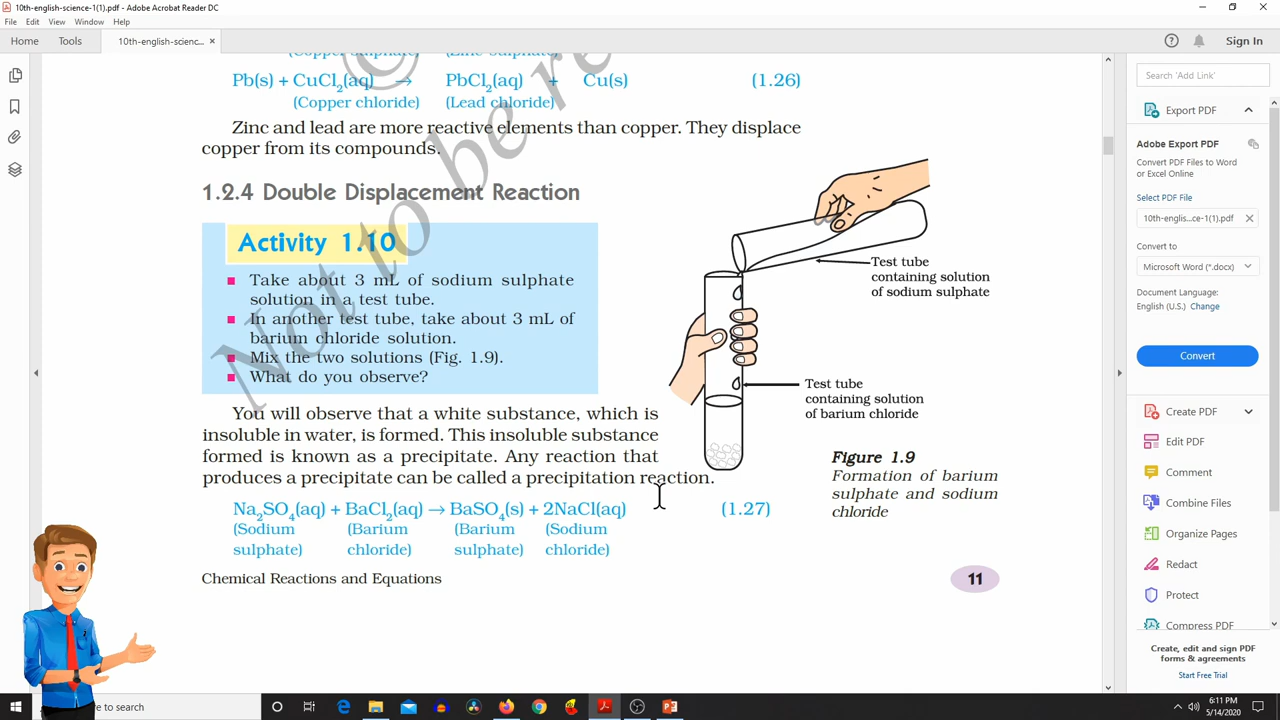 10th-english-science-1(1).pdf - Adobe Acrobat Reader DC
File Edit View Window Help
Home Tools 10th-english-scienc... × Sign In
(Copper sulphate) (Zinc sulphate)
Pb(s) + CuCl₂(aq) → PbCl₂(aq) + Cu(s) (1.26)
(Copper chloride) (Lead chloride)
Zinc and lead are more reactive elements than copper. They displace
copper from its compounds.
1.2.4 Double Displacement Reaction
Activity 1.10
■ Take about 3 mL of sodium sulphate
solution in a test tube.
■ In another test tube, take about 3 mL of
barium chloride solution.
■ Mix the two solutions (Fig. 1.9).
■ What do you observe?
Test tube
containing solution
of sodium sulphate
Test tube
containing solution
of barium chloride
You will observe that a white substance, which is
insoluble in water, is formed. This insoluble substance
formed is known as a precipitate. Any reaction that
produces a precipitate can be called a precipitation reaction.
Figure 1.9
Formation of barium
sulphate and sodium
chloride
Na₂SO₄(aq) + BaCl₂(aq) → BaSO₄(s) + 2NaCl(aq) (1.27)
(Sodium (Barium (Barium (Sodium
sulphate) chloride) sulphate) chloride)
Chemical Reactions and Equations
11
© Not to be re
Search 'Add Link'
Export PDF
Adobe Export PDF
Convert PDF Files to Word
or Excel Online
Select PDF File
10th-englis...ce-1(1).pdf ×
Convert to
Microsoft Word (*.docx)
Document Language:
English (U.S.) Change
Convert
Create PDF
Edit PDF
Comment
Combine Files
Organize Pages
Redact
Protect
Compress PDF
Create, edit and sign PDF
forms & agreements
Start Free Trial
to search
6:11 PM
5/14/2020